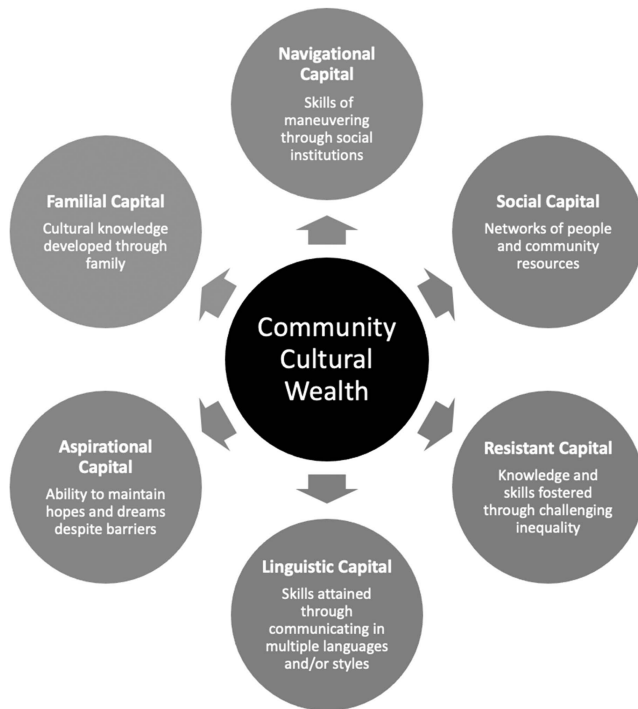 Navigational
Capital
Skills of
maneuvering
through social
institutions
Familial Capital
Cultural knowledge
developed through
family
Social Capital
Networks of people
and community
resources
Community
Cultural
Wealth
Aspirational
Capital
Ability to maintain
hopes and dreams
despite barriers
Resistant Capital
Knowledge and
skills fostered
through challenging
inequality
Linguistic Capital
Skills attained
through
communicating in
multiple languages
and/or styles